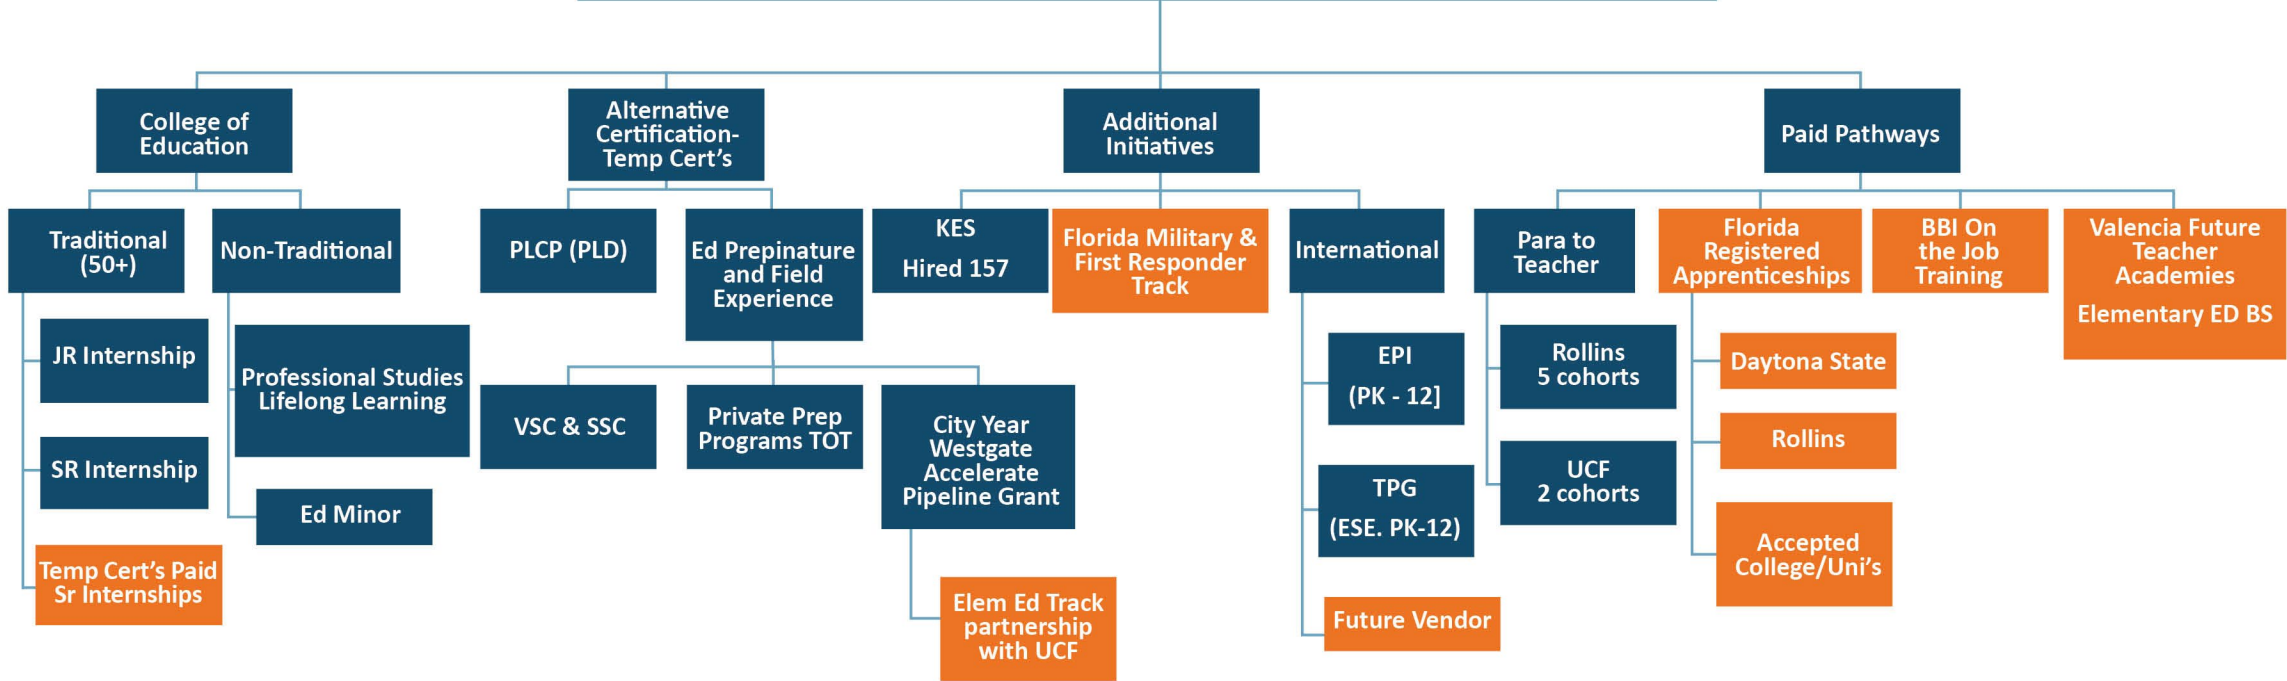 College of
Education
Alternative
Certification-
Temp Cert's
Additional
Initiatives
Paid Pathways
Traditional
(50+)
Non-Traditional
PLCP (PLD)
Ed Prepinature
and Field
Experience
KES
Hired 157
Florida Military &
First Responder
Track
International
Para to
Teacher
Florida
Registered
Apprenticeships
BBI On
the Job
Training
Valencia Future
Teacher
Academies
Elementary ED BS
JR Internship
SR Internship
Temp Cert's Paid
Sr Internships
Professional Studies
Lifelong Learning
Ed Minor
VSC & SSC
Private Prep
Programs TOT
City Year
Westgate
Accelerate
Pipeline Grant
Elem Ed Track
partnership
with UCF
EPI
(PK - 12]
TPG
(ESE. PK-12)
Future Vendor
Rollins
5 cohorts
UCF
2 cohorts
Daytona State
Rollins
Accepted
College/Uni's